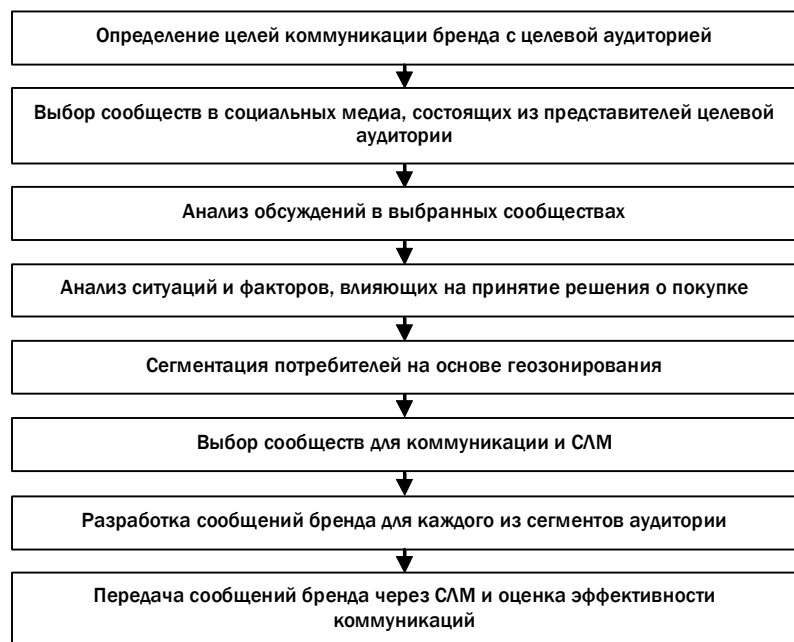 Определение целей коммуникации бренда с целевой аудиторией
Выбор сообществ в социальных медиа, состоящих из представителей целевой
аудитории
Анализ обсуждений в выбранных сообществах
Анализ ситуаций и факторов, влияющих на принятие решения о покупке
Сегментация потребителей на основе геозонирования
Выбор сообществ для коммуникации и СЛМ
Разработка сообщений бренда для каждого из сегментов аудитории
Передача сообщений бренда через СЛМ и оценка эффективности
коммуникаций